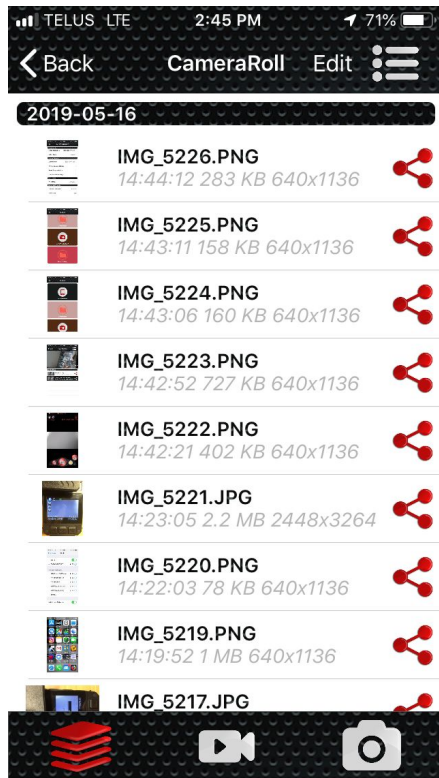 TELUS LTE 2:45 PM 71%
Back CameraRoll Edit
2019-05-16
IMG_5226.PNG
14:44:12 283 KB 640x1136
IMG_5225.PNG
14:43:11 158 KB 640x1136
IMG_5224.PNG
14:43:06 160 KB 640x1136
IMG_5223.PNG
14:42:52 727 KB 640x1136
IMG_5222.PNG
14:42:21 402 KB 640x1136
IMG_5221.JPG
14:23:05 2.2 MB 2448x3264
IMG_5220.PNG
14:22:03 78 KB 640x1136
IMG_5219.PNG
14:19:52 1 MB 640x1136
IMG_5217.JPG